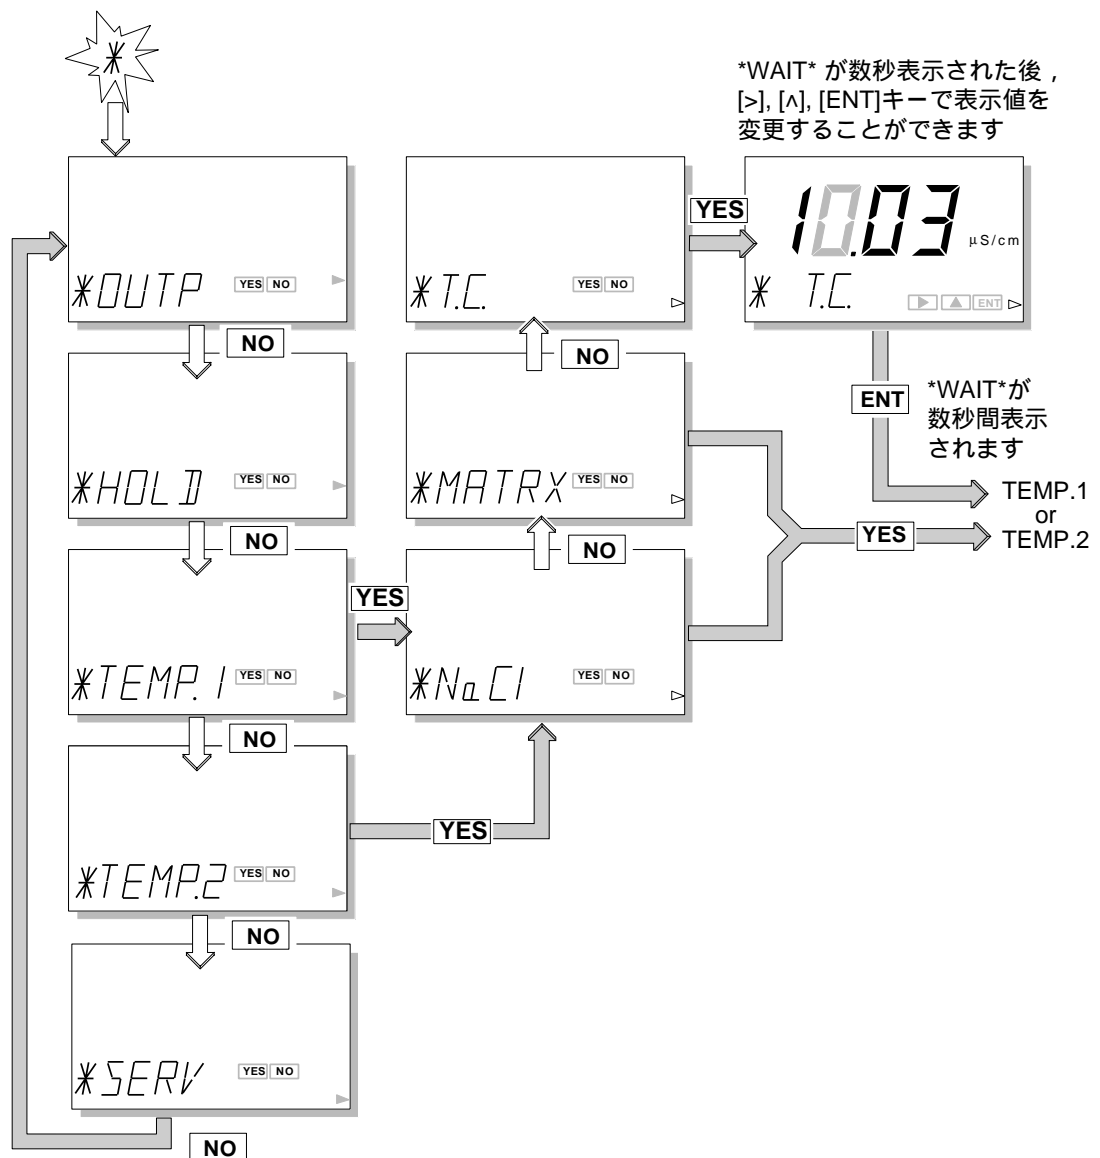 *
*WAIT* が数秒表示された後，
[>], [∧], [ENT]キーで表示値を
変更することができます
*OUTP YES NO
NO
*HOLD YES NO
NO
*TEMP.1 YES NO
NO
*TEMP.2 YES NO
NO
*SERV YES NO
NO
YES
YES
*NaCl YES NO
NO
*MATRX YES NO
NO
*T.C. YES NO
YES
10.03 μS/cm
* T.C. ENT
ENT
*WAIT*が
数秒間表示
されます
YES
TEMP.1
or
TEMP.2